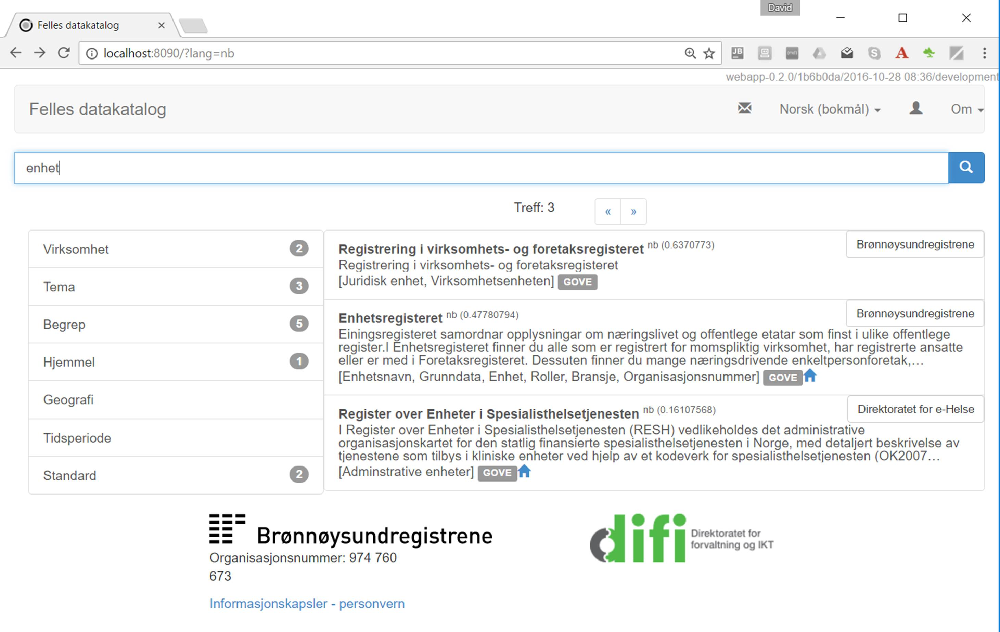 David
Felles datakatalog
localhost:8090/?lang=nb
JB
(md)
S
A
webapp-0.2.0/1b6b0da/2016-10-28 08:36/development
Felles datakatalog
Norsk (bokmål)
Om
enhet
Treff: 3
« »
Virksomhet 2
Tema 3
Begrep 5
Hjemmel 1
Geografi
Tidsperiode
Standard 2
Registrering i virksomhets- og foretaksregisteret nb (0.6370773) Brønnøysundregistrene
Registrering i virksomhets- og foretaksregisteret
[Juridisk enhet, Virksomhetsenheten] GOVE
Enhetsregisteret nb (0.47780794) Brønnøysundregistrene
Einingsregisteret samordnar opplysningar om næringslivet og offentlege etatar som finst i ulike offentlege
register.I Enhetsregisteret finner du alle som er registrert for momspliktig virksomhet, har registrerte ansatte
eller er med i Foretaksregisteret. Dessuten finner du mange næringsdrivende enkeltpersonforetak,…
[Enhetsnavn, Grunndata, Enhet, Roller, Bransje, Organisasjonsnummer] GOVE
Register over Enheter i Spesialisthelsetjenesten nb (0.16107568) Direktoratet for e-Helse
I Register over Enheter i Spesialisthelsetjenesten (RESH) vedlikeholdes det administrative
organisasjonskartet for den statlig finansierte spesialisthelsetjenesten i Norge, med detaljert beskrivelse av
tjenestene som tilbys i kliniske enheter ved hjelp av et kodeverk for spesialisthelsetjenesten (OK2007…
[Adminstrative enheter] GOVE
Brønnøysundregistrene
Organisasjonsnummer: 974 760
673
Informasjonskapsler - personvern
difi
Direktoratet for
forvaltning og IKT